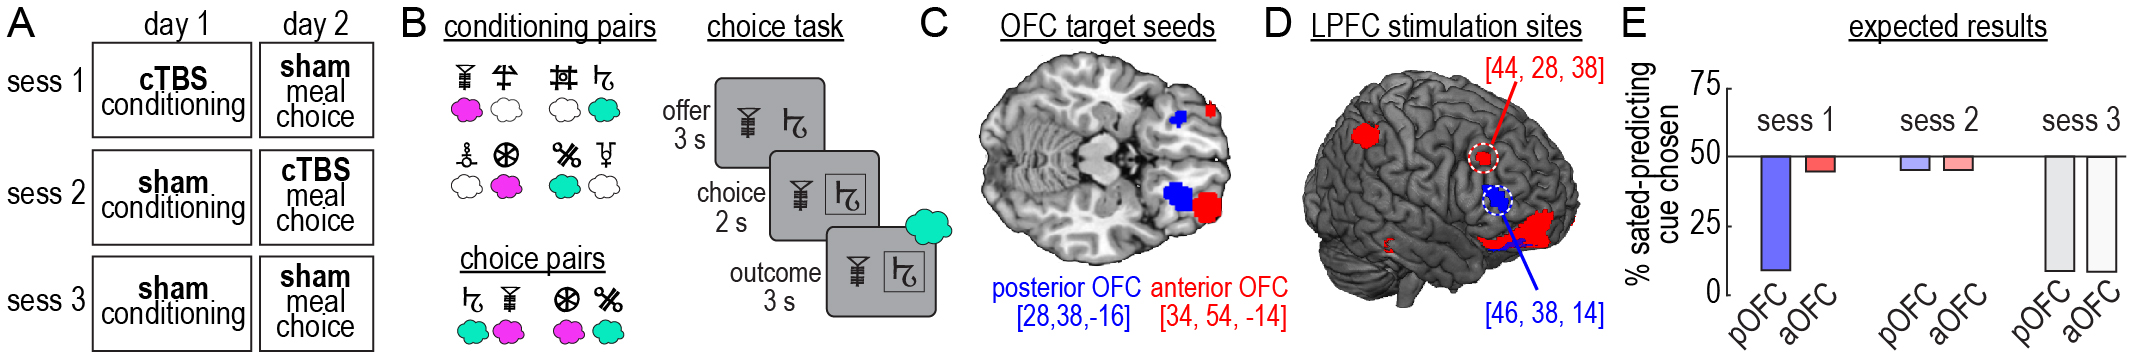 A
day 1
day 2
sess 1
cTBS
conditioning
sham
meal
choice
sess 2
sham
conditioning
cTBS
meal
choice
sess 3
sham
conditioning
sham
meal
choice
B
conditioning pairs
choice pairs
choice task
offer
3 s
choice
2 s
outcome
3 s
C
OFC target seeds
posterior OFC
[28,38,-16]
anterior OFC
[34, 54, -14]
D
LPFC stimulation sites
[44, 28, 38]
[46, 38, 14]
E
expected results
% sated-predicting
cue chosen
75
50
25
0
sess 1
sess 2
sess 3
pOFC
aOFC
pOFC
aOFC
pOFC
aOFC